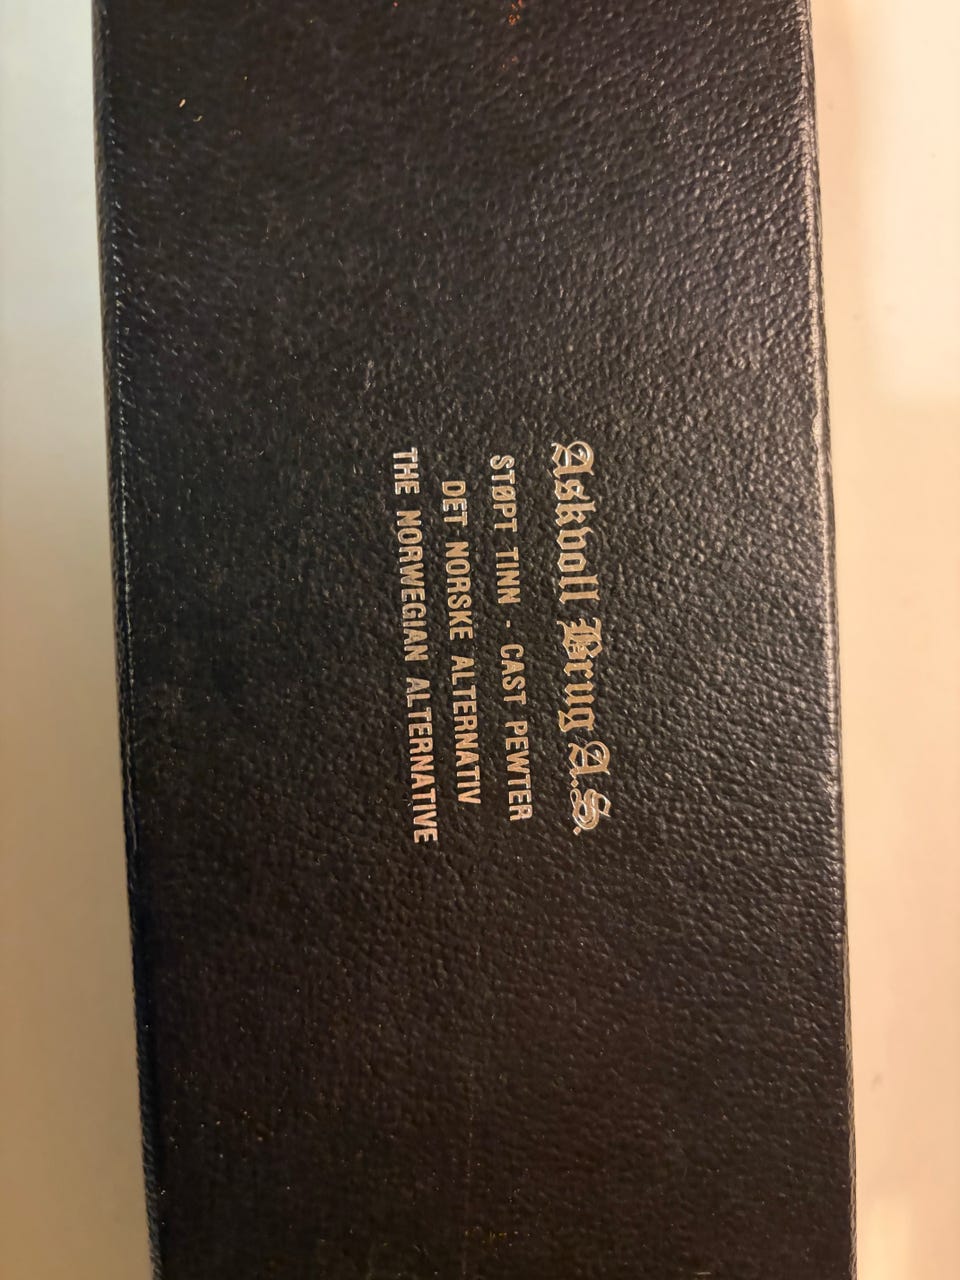 Askvoll Brug A.S.
STØPT TINN - CAST PEWTER
DET NORSKE ALTERNATIV
THE NORWEGIAN ALTERNATIVE